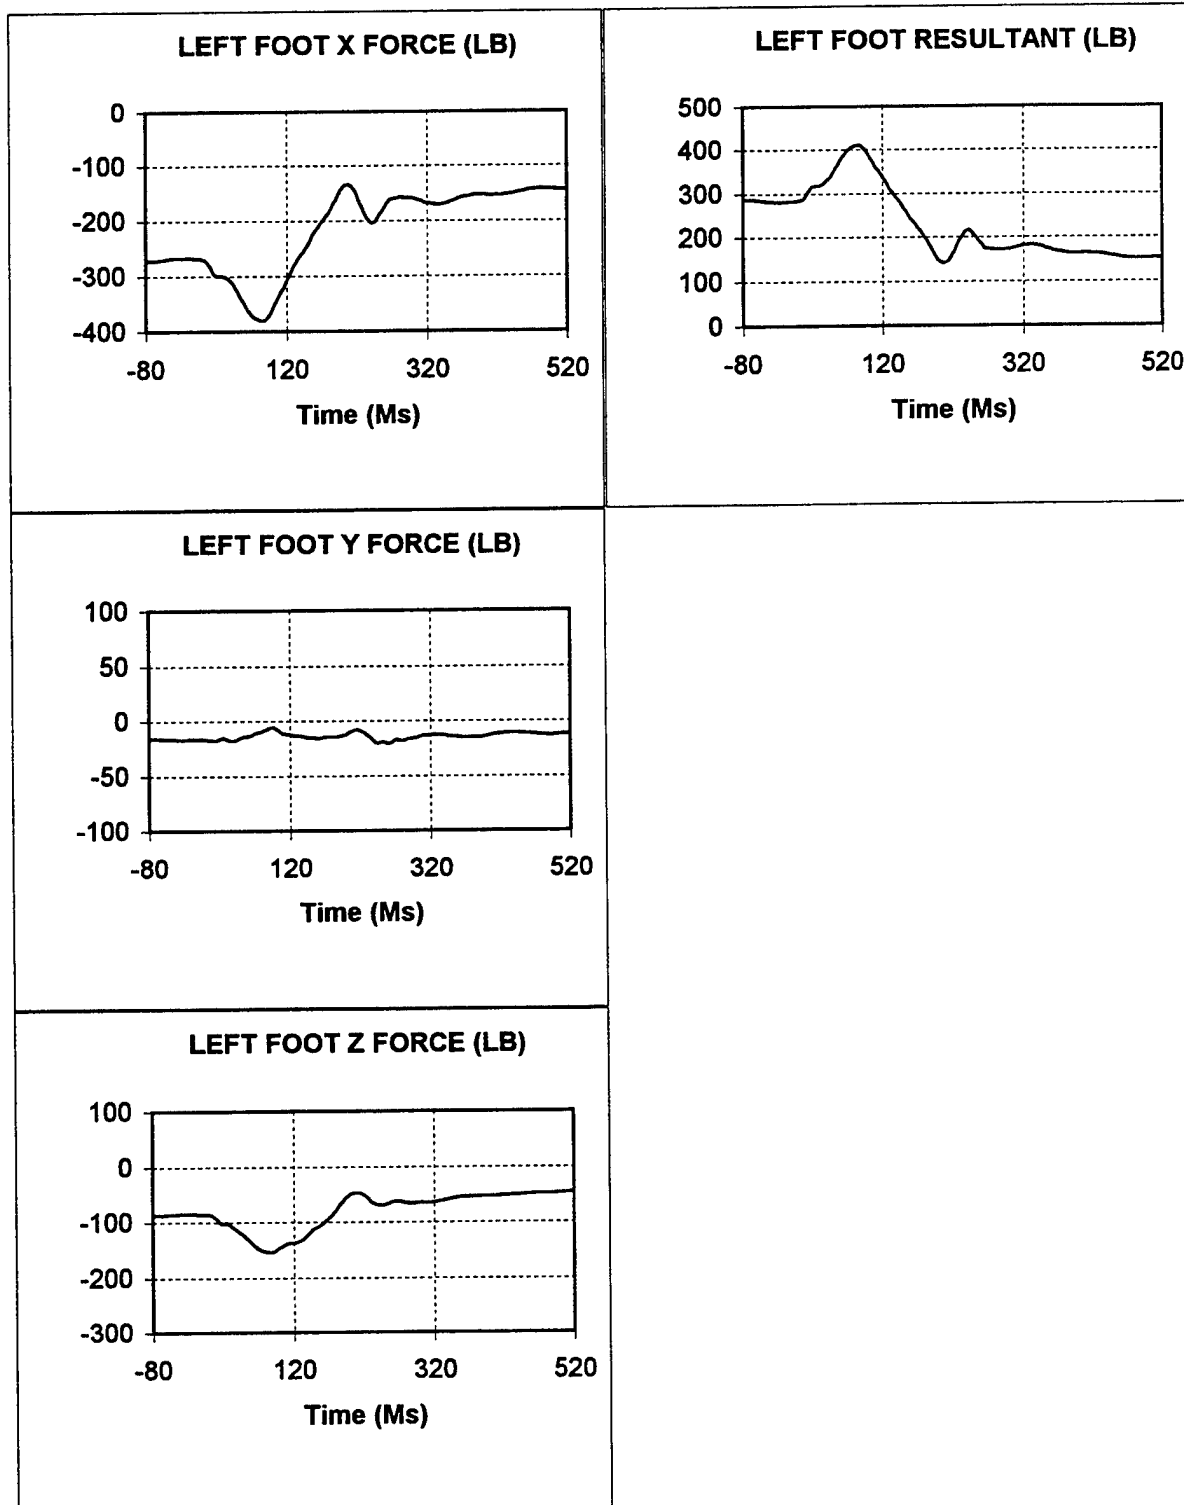 LEFT FOOT X FORCE (LB)
0
-100
-200
-300
-400
-80 120 320 520
Time (Ms)
LEFT FOOT RESULTANT (LB)
500
400
300
200
100
0
-80 120 320 520
Time (Ms)
LEFT FOOT Y FORCE (LB)
100
50
0
-50
-100
-80 120 320 520
Time (Ms)
LEFT FOOT Z FORCE (LB)
100
0
-100
-200
-300
-80 120 320 520
Time (Ms)